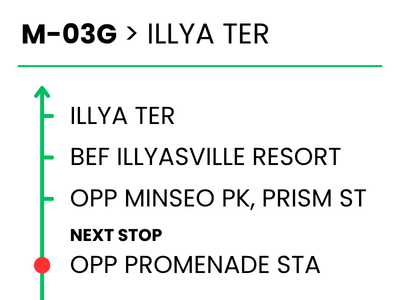 M-03G > ILLYA TER
ILLYA TER
BEF ILLYASVILLE RESORT
OPP MINSEO PK, PRISM ST
NEXT STOP
OPP PROMENADE STA